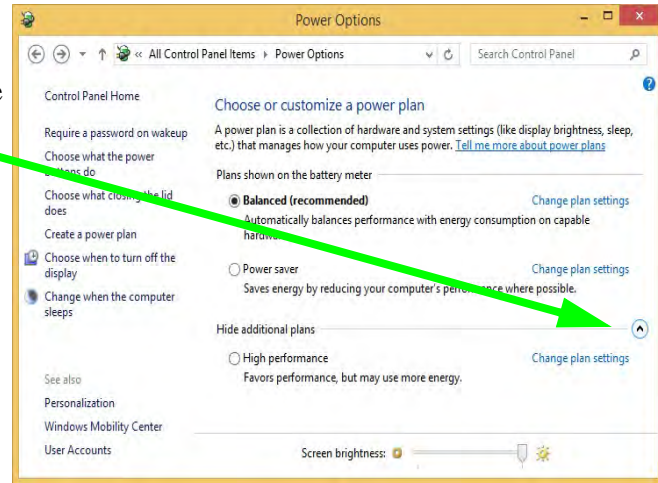 Power Options
« All Control Panel Items ▸ Power Options
Search Control Panel
e
Control Panel Home
Require a password on wakeup
Choose what the power
buttons do
Choose what closing the lid
does
Create a power plan
Choose when to turn off the
display
Change when the computer
sleeps
See also
Personalization
Windows Mobility Center
User Accounts
Choose or customize a power plan
A power plan is a collection of hardware and system settings (like display brightness, sleep,
etc.) that manages how your computer uses power. Tell me more about power plans
Plans shown on the battery meter
Balanced (recommended) Change plan settings
Automatically balances performance with energy consumption on capable
hardware.
Power saver Change plan settings
Saves energy by reducing your computer's performance where possible.
Hide additional plans
High performance Change plan settings
Favors performance, but may use more energy.
Screen brightness: